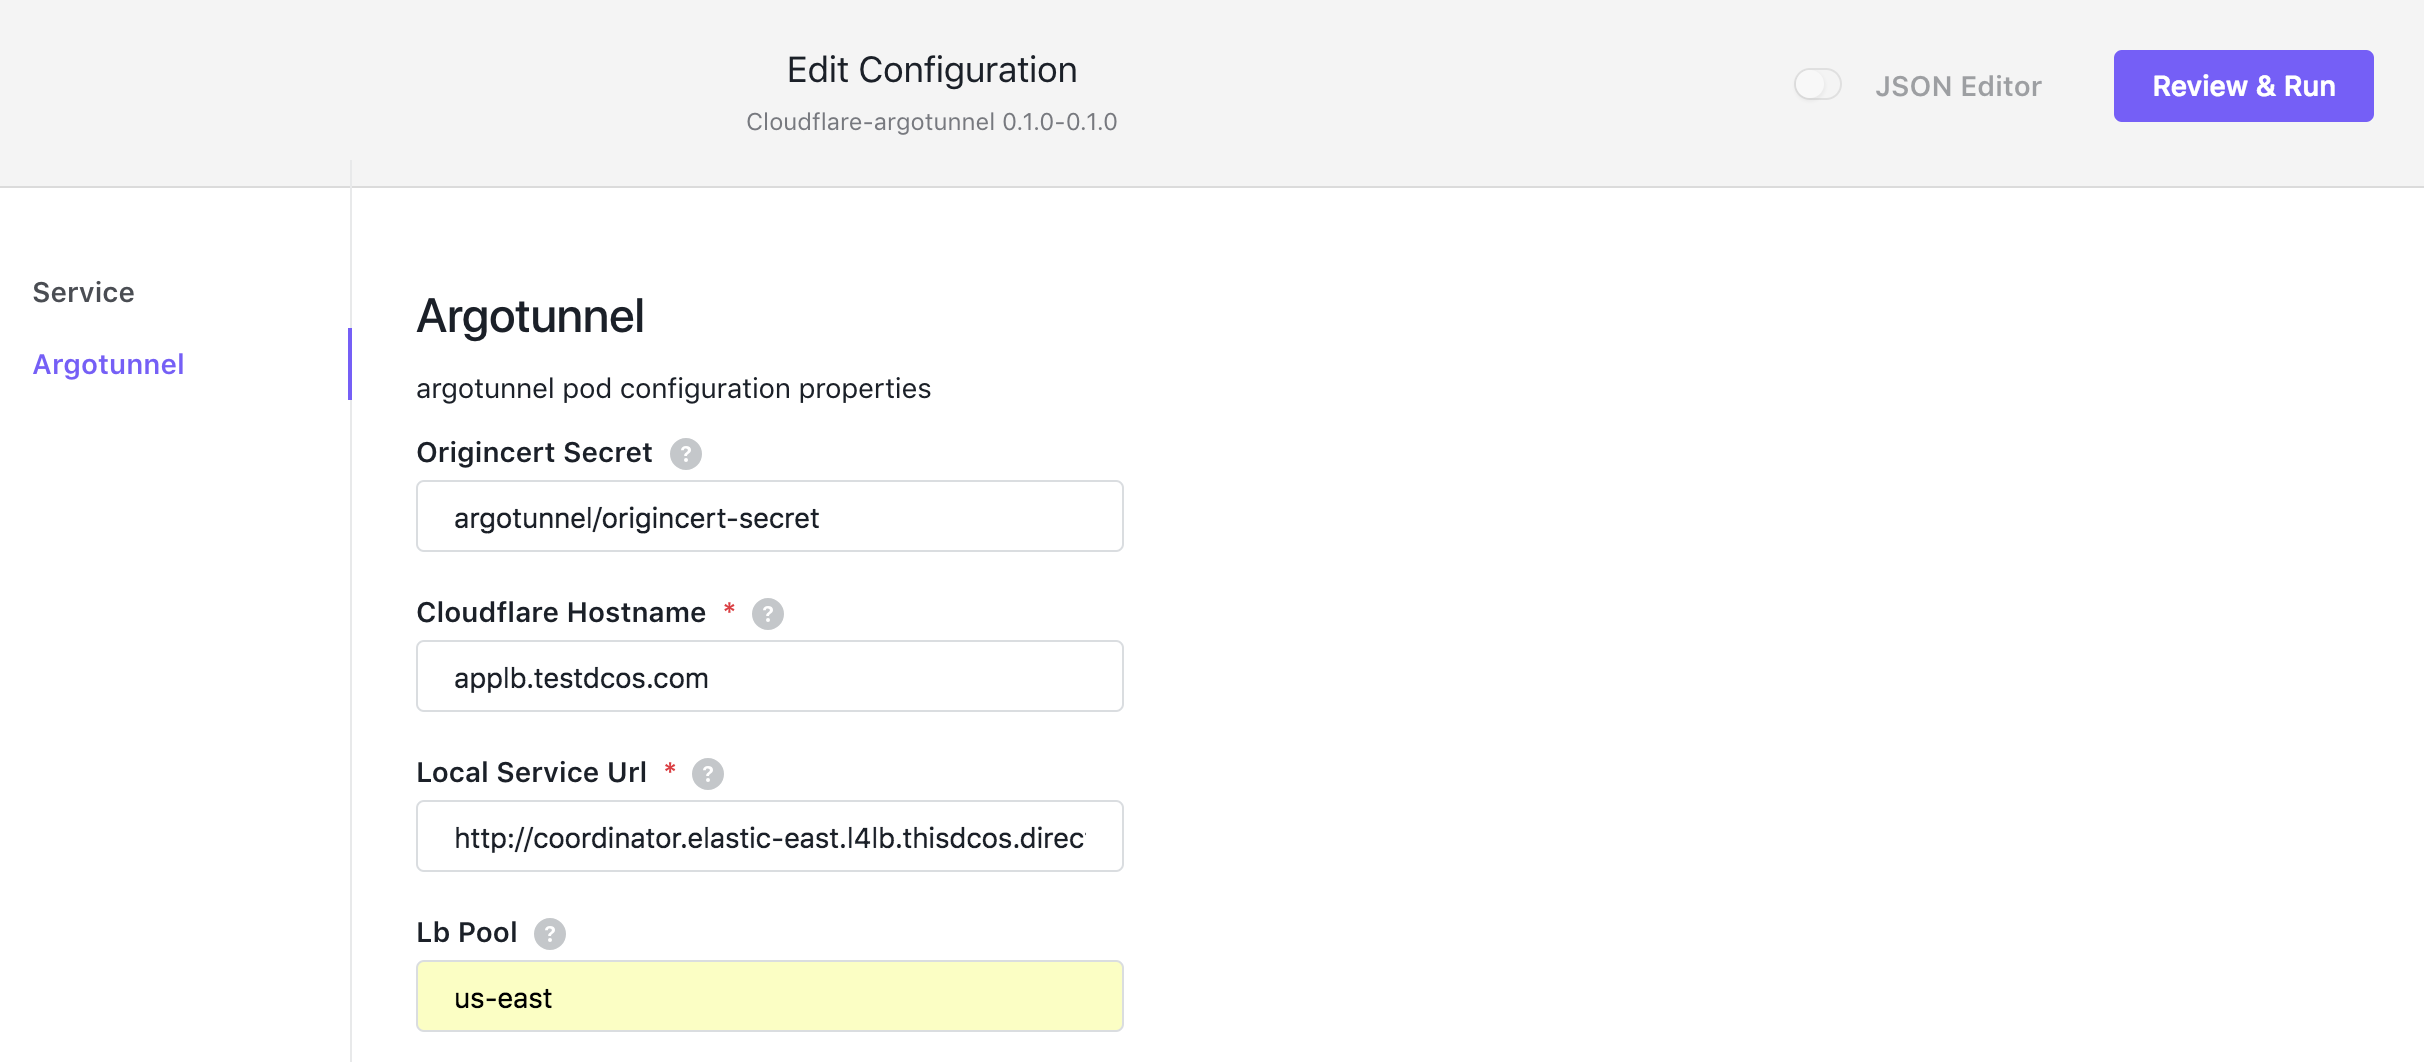 Edit Configuration
Cloudflare-argotunnel 0.1.0-0.1.0
JSON Editor
Review & Run
Service
Argotunnel
Argotunnel
argotunnel pod configuration properties
Origincert Secret ?
argotunnel/origincert-secret
Cloudflare Hostname * ?
applb.testdcos.com
Local Service Url * ?
http://coordinator.elastic-east.l4lb.thisdcos.direc
Lb Pool ?
us-east